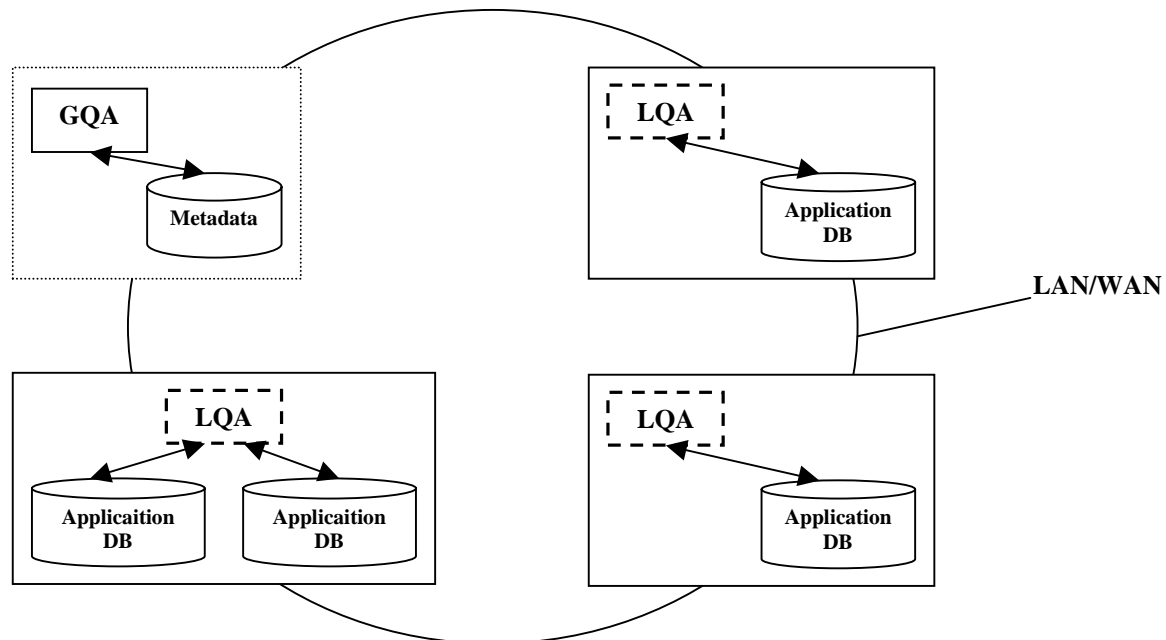 GQA
Metadata
LQA
Application
DB
LAN/WAN
LQA
Applicaition
DB
Applicaition
DB
LQA
Application
DB